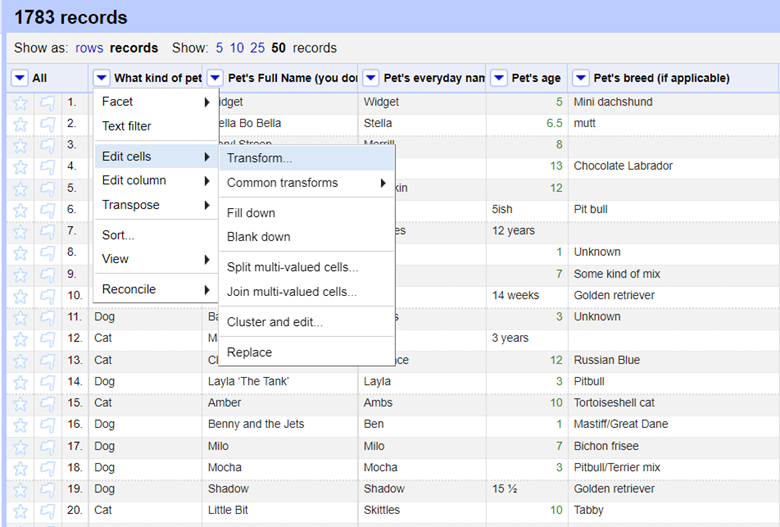 1783 records
Show as: rows records Show: 5 10 25 50 records
All What kind of pet Pet's Full Name (you don Pet's everyday nam Pet's age Pet's breed (if applicable)
1. idget Widget 5 Mini dachshund
2. ella Bo Bella Stella 6.5 mutt
3. 8
4. 13 Chocolate Labrador
5. kin 12
6. 5ish Pit bull
7. es 12 years
8. 1 Unknown
9. 7 Some kind of mix
10. 14 weeks Golden retriever
Facet
Text filter
Edit cells
Edit column
Transpose
Sort...
View
Reconcile
Transform...
Common transforms
Fill down
Blank down
Split multi-valued cells...
Join multi-valued cells...
Cluster and edit...
Replace
11. Dog Ba s 3 Unknown
12. Cat M 3 years
13. Cat nce 12 Russian Blue
14. Dog Layla ‘The Tank’ Layla 3 Pitbull
15. Cat Amber Ambs 10 Tortoiseshell cat
16. Dog Benny and the Jets Ben 1 Mastiff/Great Dane
17. Dog Milo Milo 7 Bichon frisee
18. Dog Mocha Mocha 3 Pitbull/Terrier mix
19. Dog Shadow Shadow 15 ½ Golden retriever
20. Cat Little Bit Skittles 10 Tabby